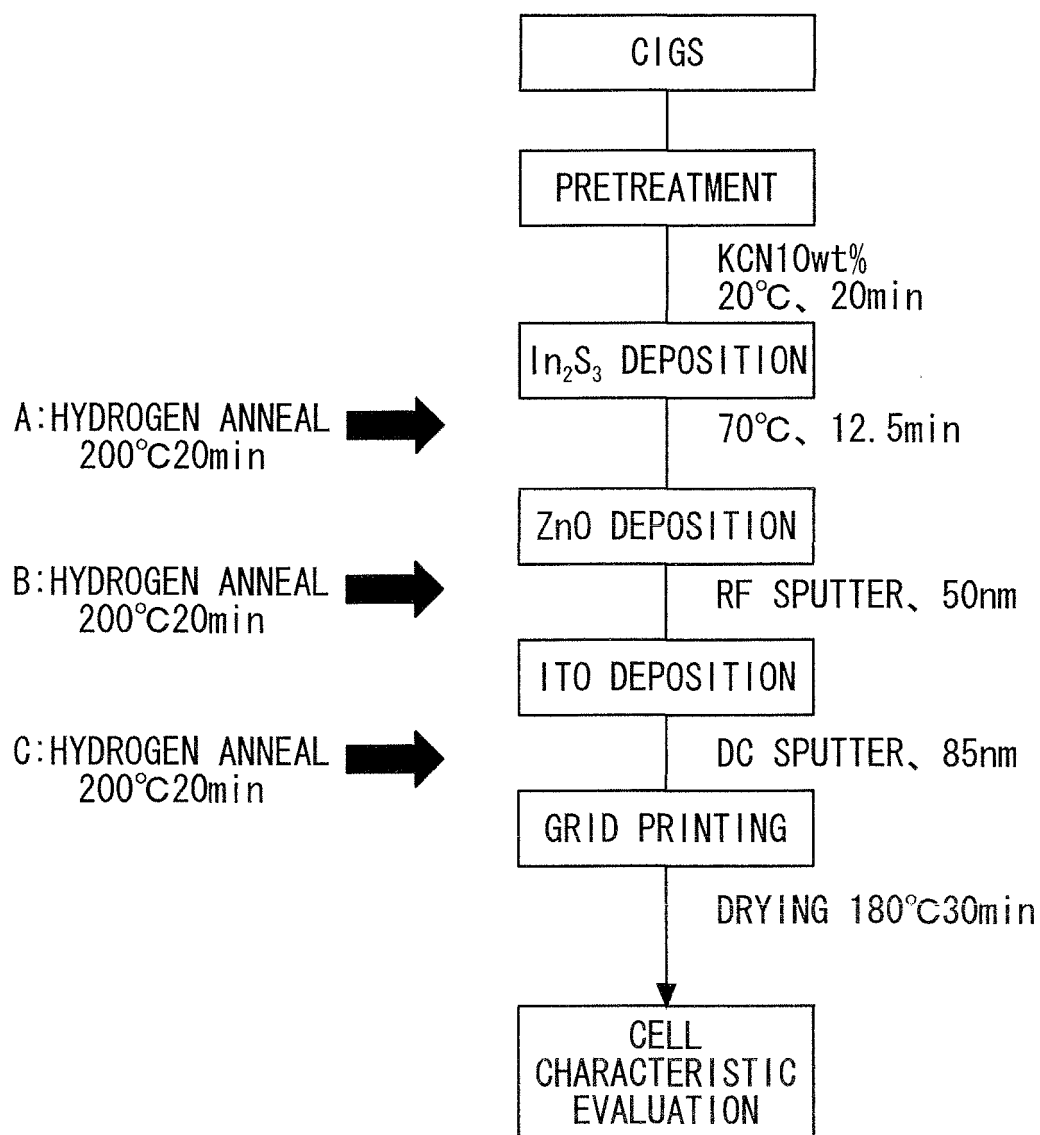 CIGS
PRETREATMENT
KCN10wt%
20℃、20min
In₂S₃ DEPOSITION
A:HYDROGEN ANNEAL
200℃20min
70℃、12.5min
ZnO DEPOSITION
B:HYDROGEN ANNEAL
200℃20min
RF SPUTTER、50nm
ITO DEPOSITION
C:HYDROGEN ANNEAL
200℃20min
DC SPUTTER、85nm
GRID PRINTING
DRYING 180℃30min
CELL
CHARACTERISTIC
EVALUATION